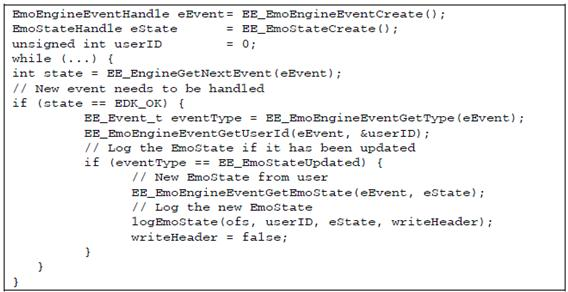 EmoEngineEventHandle eEvent= EE_EmoEngineEventCreate();
EmoStateHandle eState = EE_EmoStateCreate();
unsigned int userID = 0;
while (...) {
int state = EE_EngineGetNextEvent(eEvent);
// New event needs to be handled
if (state == EDK_OK) {
EE_Event_t eventType = EE_EmoEngineEventGetType(eEvent);
EE_EmoEngineEventGetUserId(eEvent, &userID);
// Log the EmoState if it has been updated
if (eventType == EE_EmoStateUpdated) {
// New EmoState from user
EE_EmoEngineEventGetEmoState(eEvent, eState);
// Log the new EmoState
logEmoState(ofs, userID, eState, writeHeader);
writeHeader = false;
}
}
}